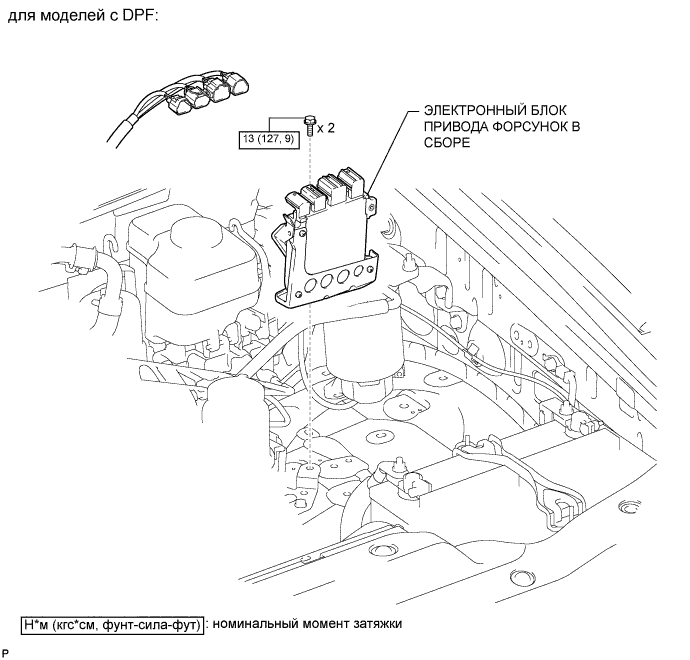 для моделей с DPF:
x 2
13 (127, 9)
ЭЛЕКТРОННЫЙ БЛОК
ПРИВОДА ФОРСУНОК В
СБОРЕ
Н*м (кгс*см, фунт-сила-фут) : номинальный момент затяжки
P